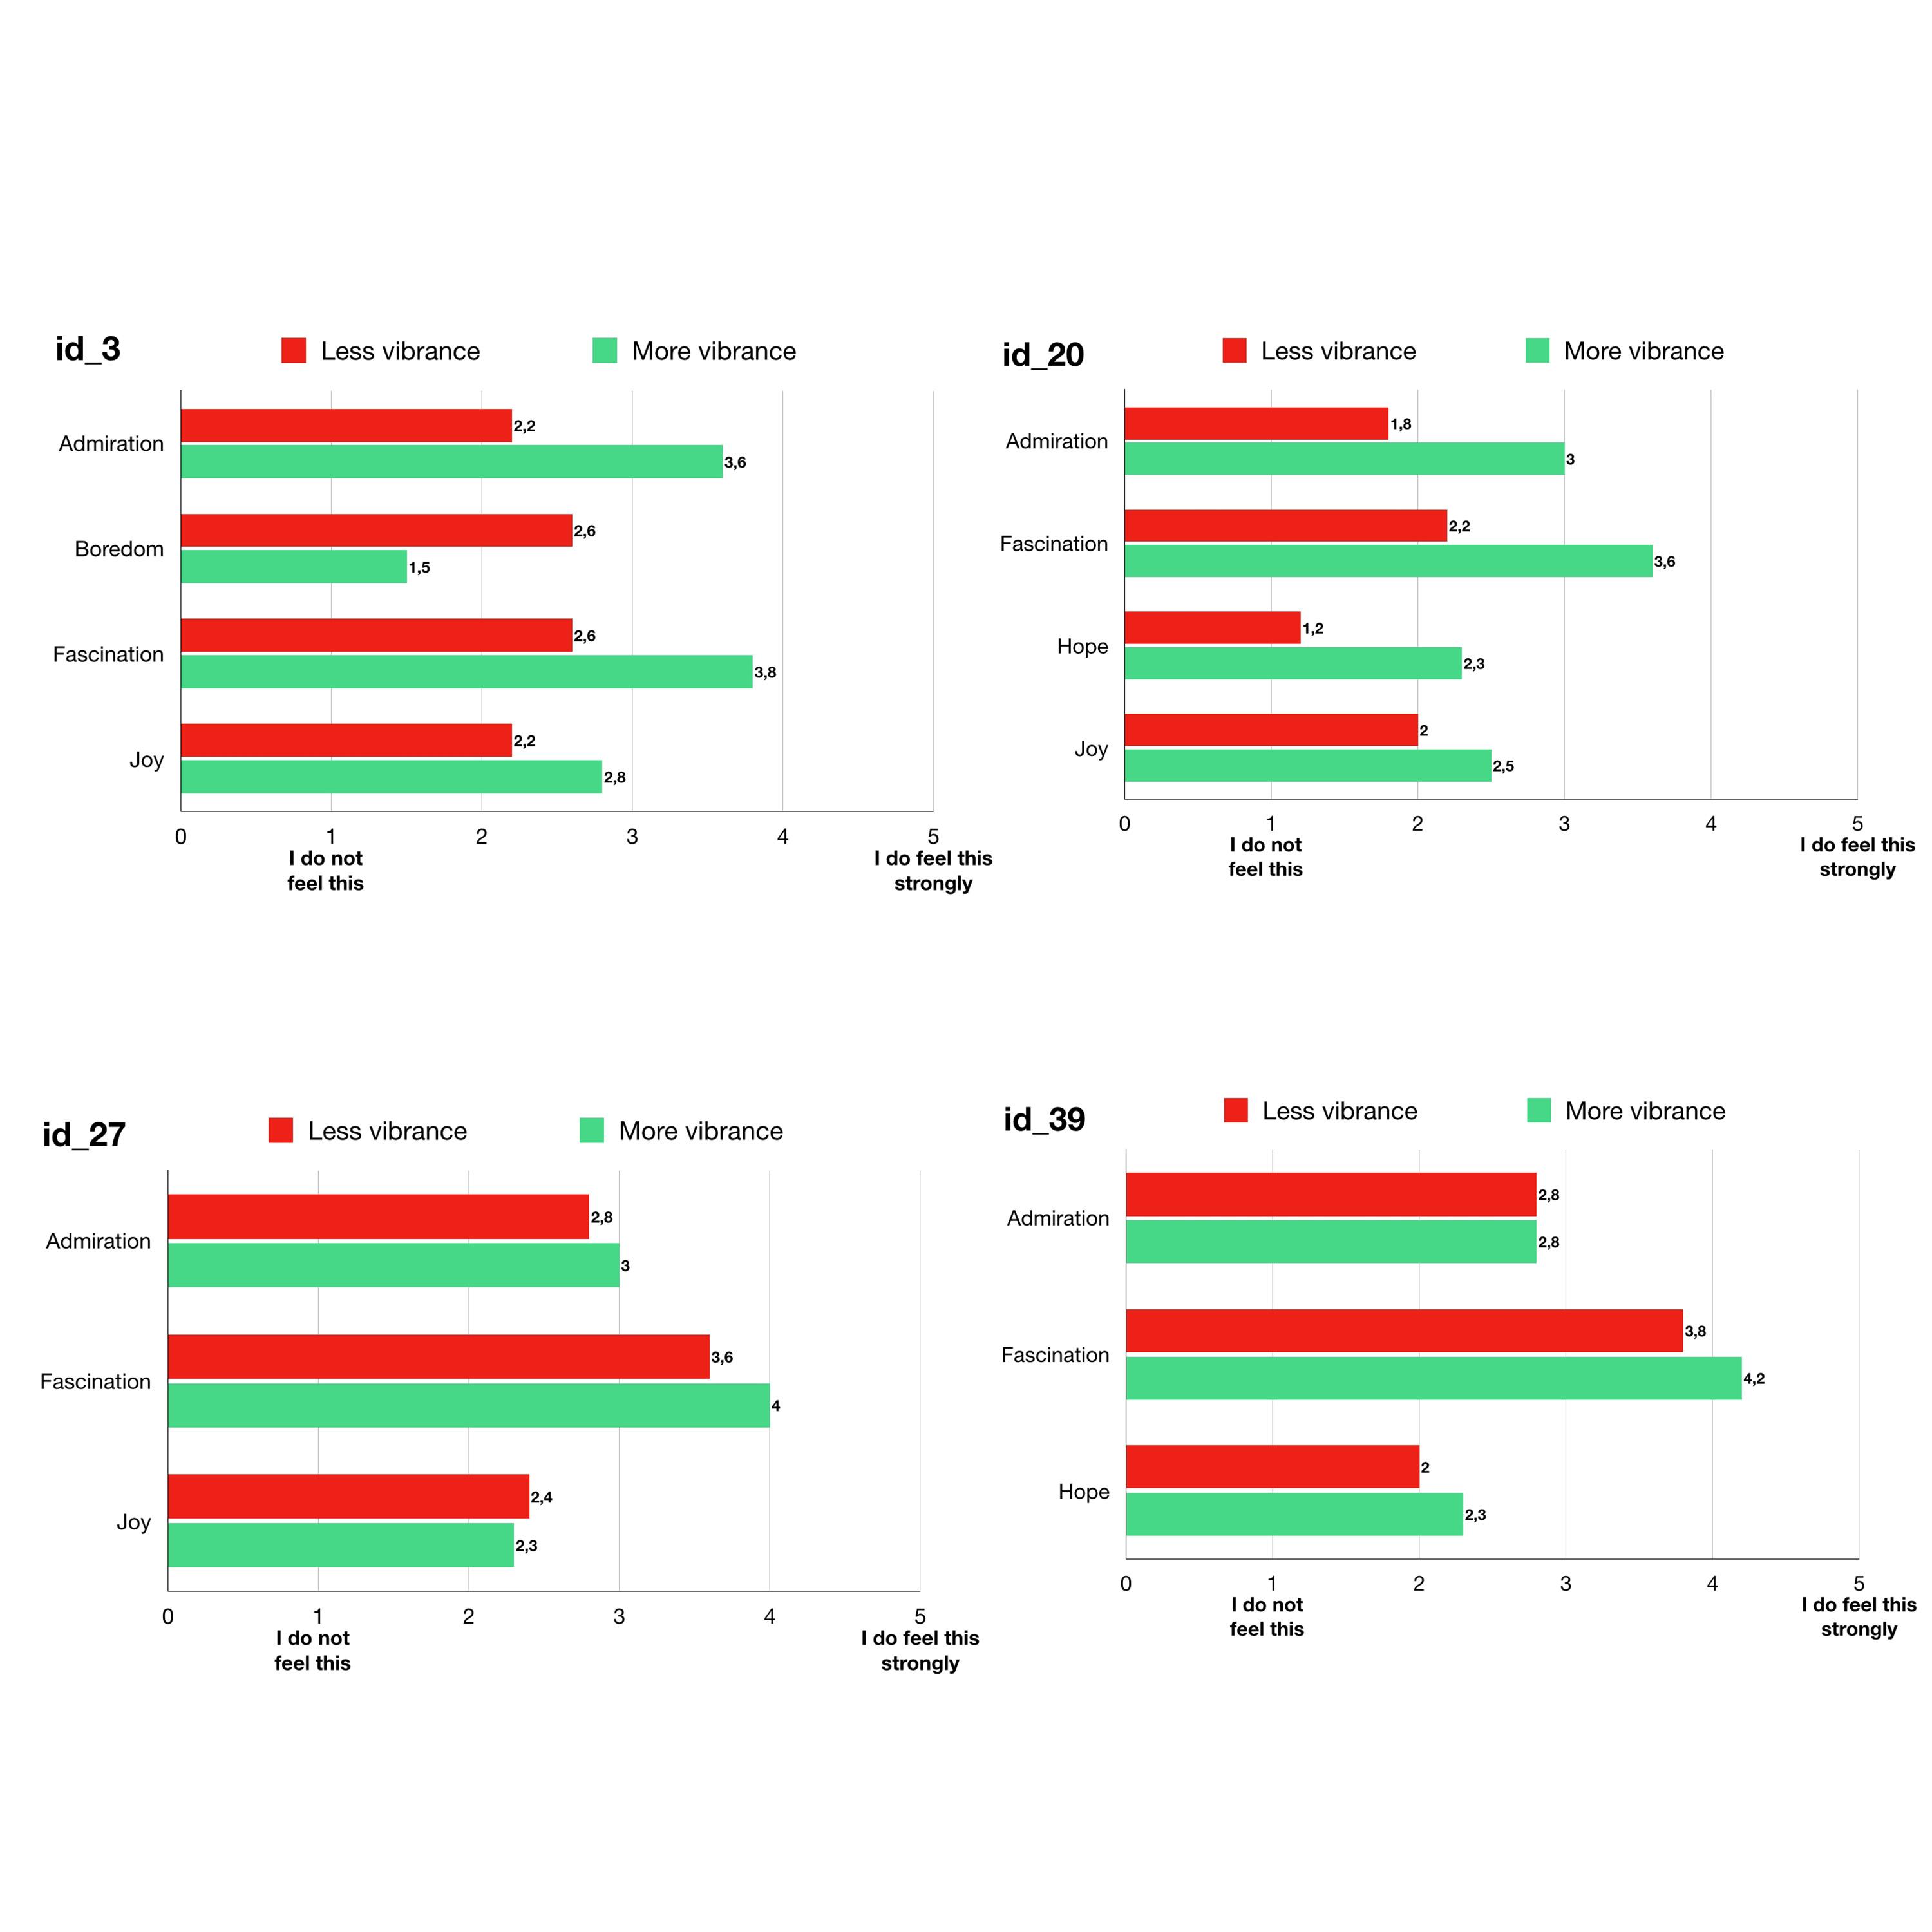 id_3
Less vibrance
More vibrance
Admiration
2,2
3,6
Boredom
2,6
1,5
Fascination
2,6
3,8
Joy
2,2
2,8
0 1 2 3 4 5
I do not
feel this
I do feel this
strongly
id_20
Less vibrance
More vibrance
Admiration
1,8
3
Fascination
2,2
3,6
Hope
1,2
2,3
Joy
2
2,5
0 1 2 3 4 5
I do not
feel this
I do feel this
strongly
id_27
Less vibrance
More vibrance
Admiration
2,8
3
Fascination
3,6
4
Joy
2,4
2,3
0 1 2 3 4 5
I do not
feel this
I do feel this
strongly
id_39
Less vibrance
More vibrance
Admiration
2,8
2,8
Fascination
3,8
4,2
Hope
2
2,3
0 1 2 3 4 5
I do not
feel this
I do feel this
strongly